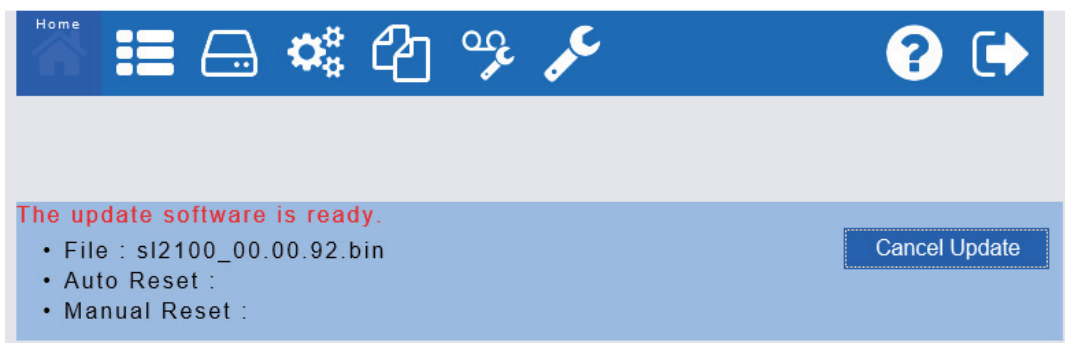 Home
The update software is ready.
• File : sl2100_00.00.92.bin
Cancel Update
• Auto Reset :
• Manual Reset :